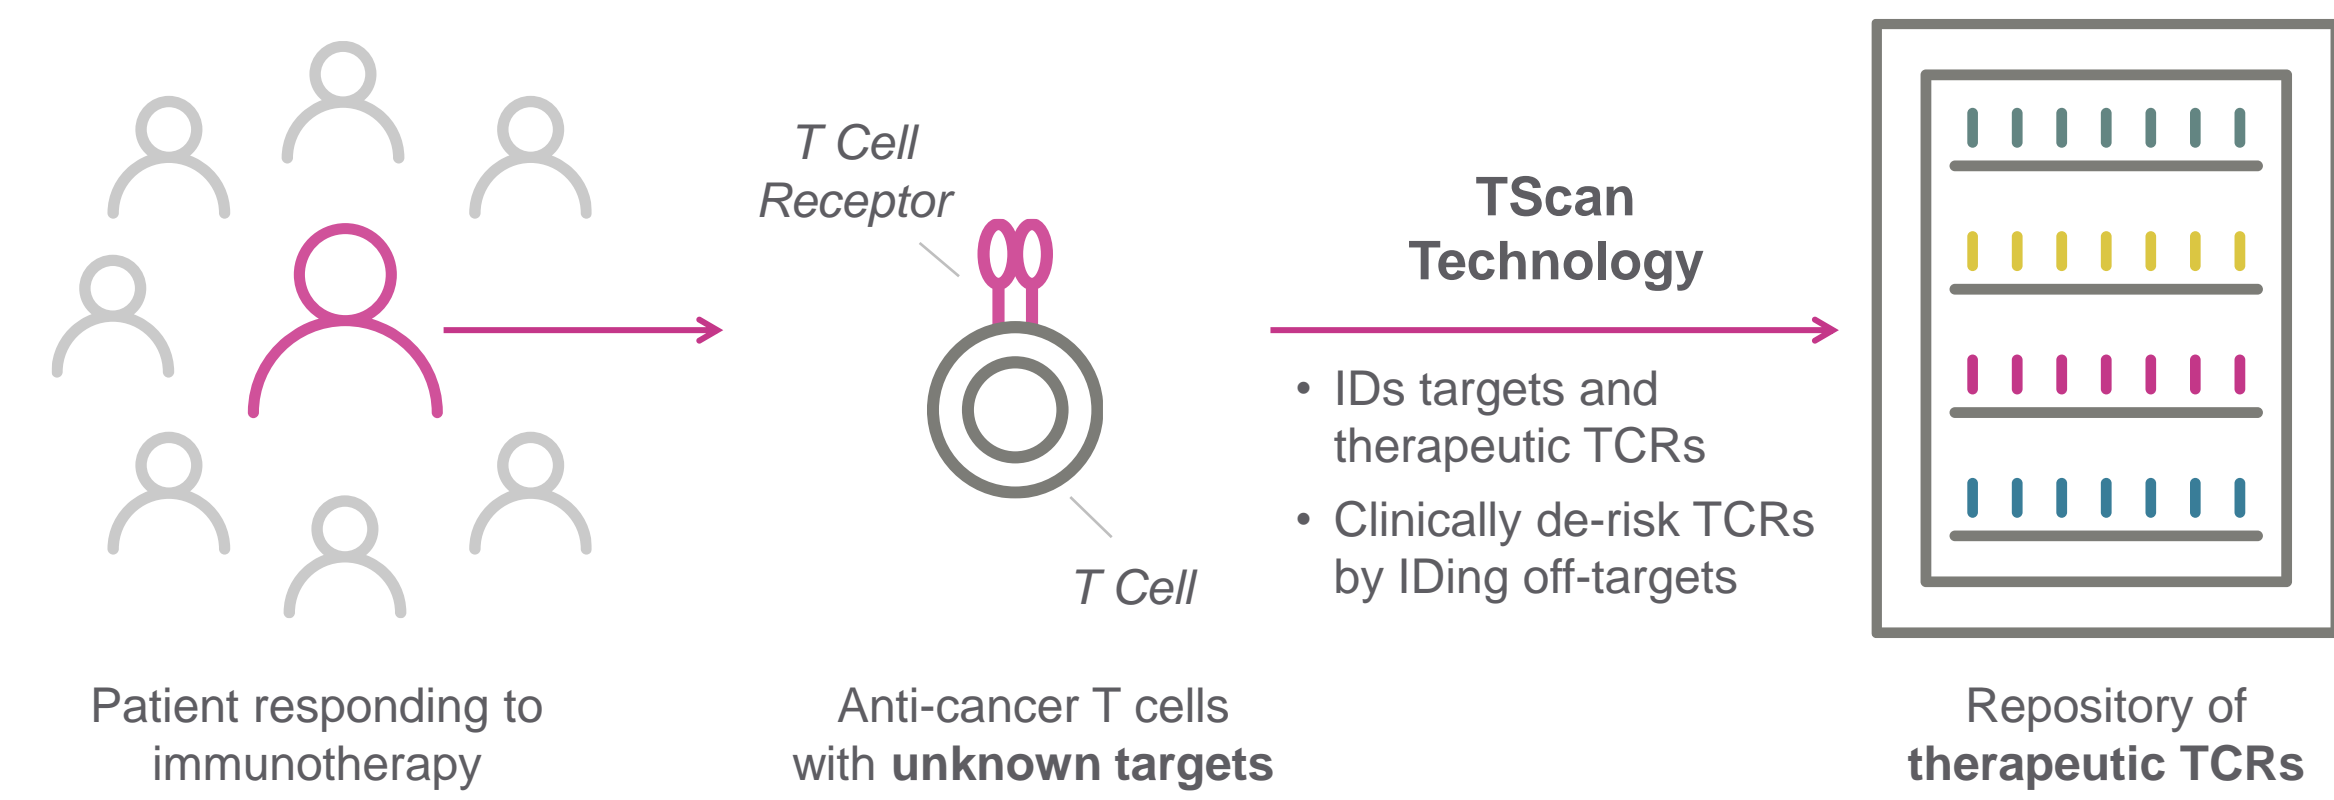 T Cell
Receptor
TScan
Technology
• IDs targets and
therapeutic TCRs
• Clinically de-risk TCRs
by IDing off-targets
T Cell
Patient responding to
immunotherapy
Anti-cancer T cells
with unknown targets
Repository of
therapeutic TCRs